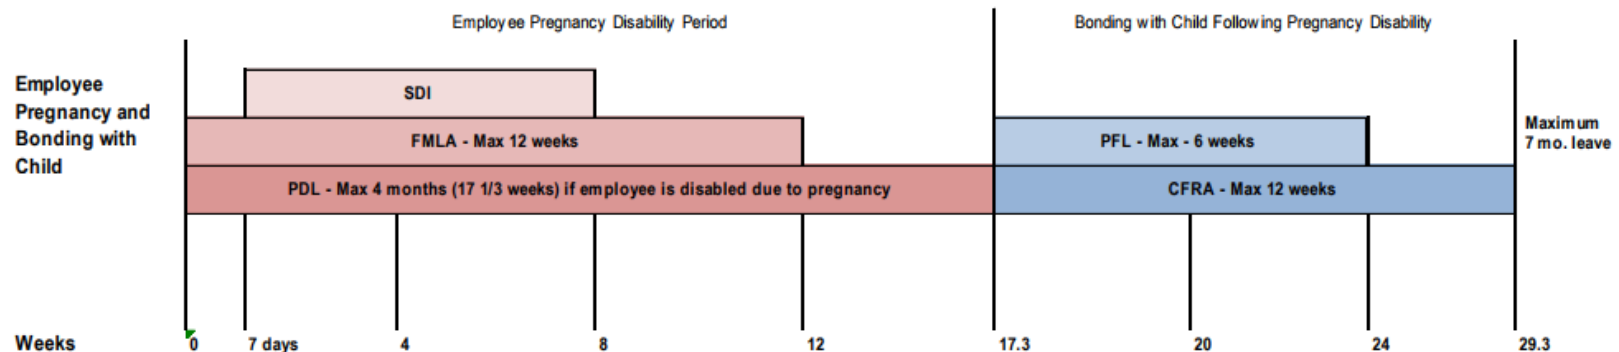 Employee Pregnancy Disability Period
Bonding with Child Following Pregnancy Disability
Employee
Pregnancy and
Bonding with
Child
SDI
FMLA - Max 12 weeks
PFL - Max - 6 weeks
Maximum
7 mo. leave
PDL - Max 4 months (17 1/3 weeks) if employee is disabled due to pregnancy
CFRA - Max 12 weeks
Weeks 0 7 days 4 8 12 17.3 20 24 29.3